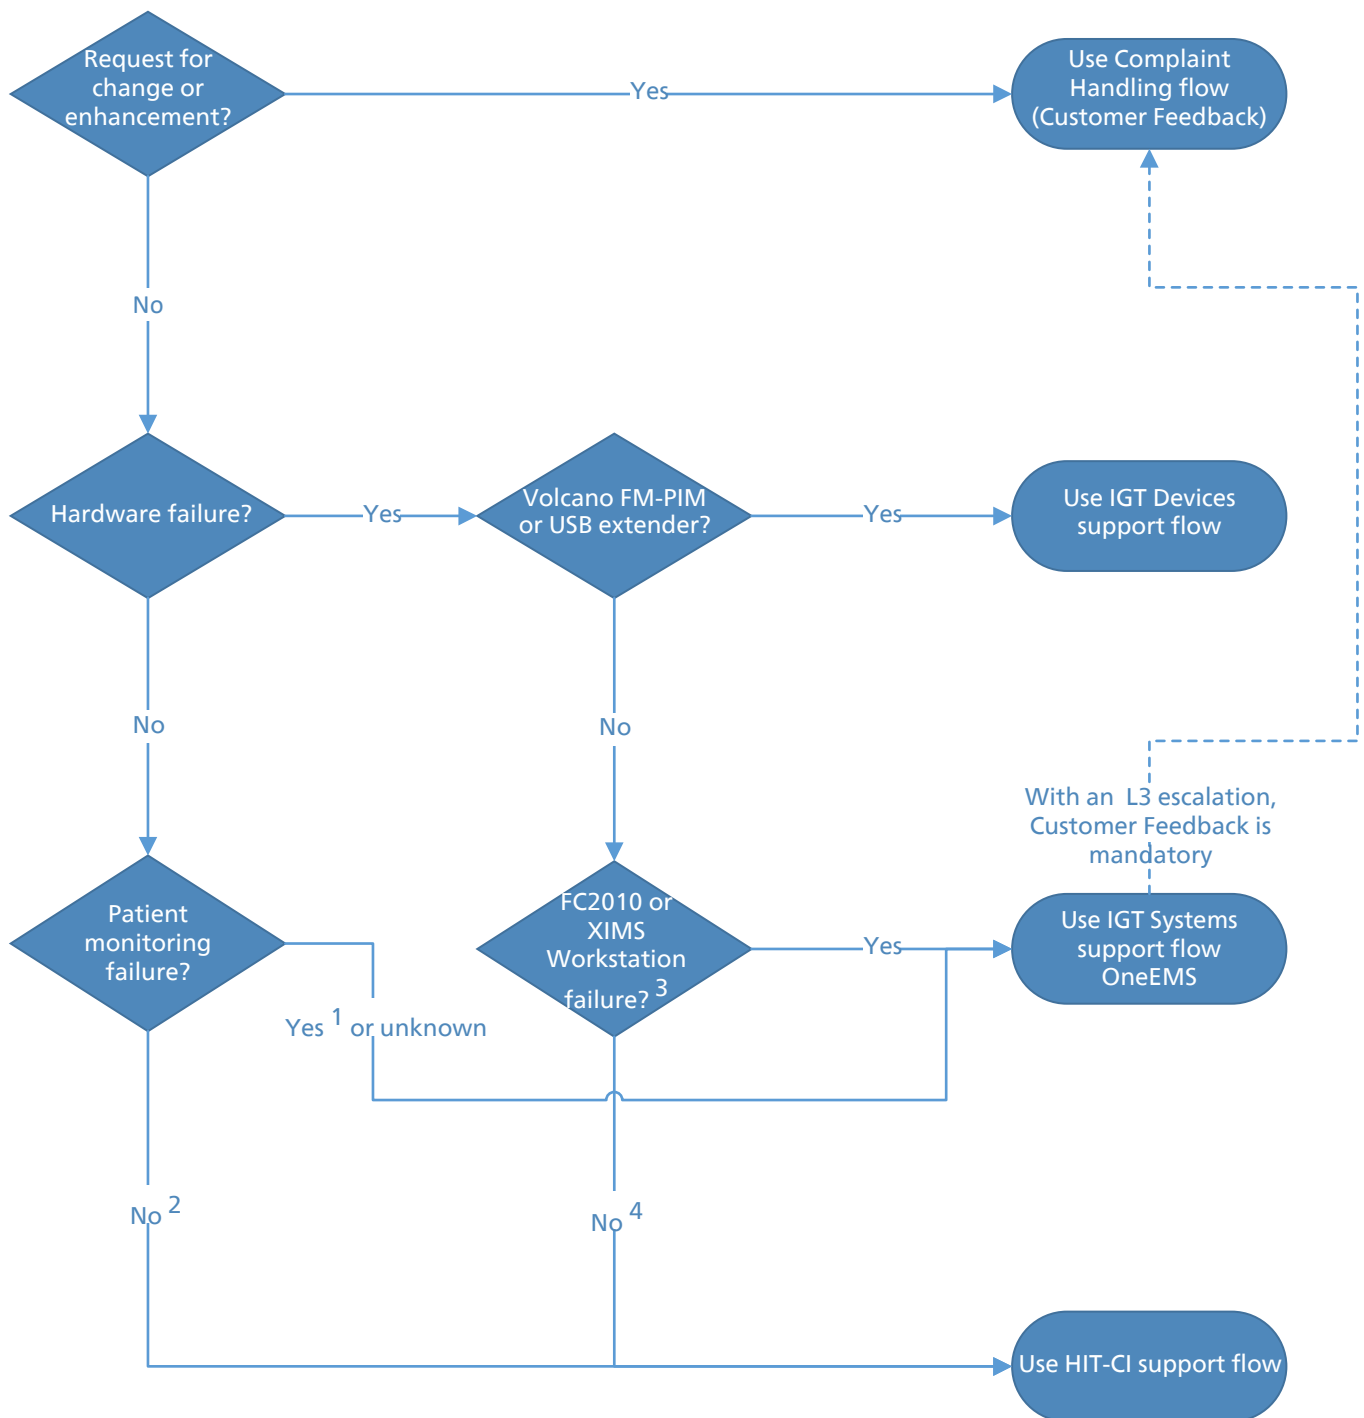 Request for
change or
enhancement?
Yes
Use Complaint
Handling flow
(Customer Feedback)
No
Hardware failure?
Yes
Volcano FM-PIM
or USB extender?
Yes
Use IGT Devices
support flow
No
No
With an L3 escalation,
Customer Feedback is
mandatory
Patient
monitoring
failure?
FC2010 or
XIMS
Workstation
failure? 3
Yes
Use IGT Systems
support flow
OneEMS
Yes 1 or unknown
No 2
No 4
Use HIT-CI support flow